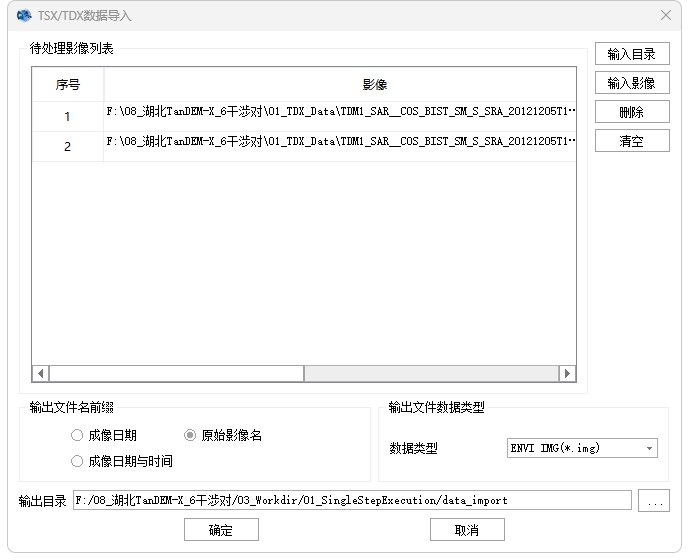 TSX/TDX数据导入
待处理影像列表
序号 影像
1 F:\08_湖北TanDEM-X_6干涉对\01_TDX_Data\TDM1_SAR__COS_BIST_SM_S_SRA_20121205T1…
2 F:\08_湖北TanDEM-X_6干涉对\01_TDX_Data\TDM1_SAR__COS_BIST_SM_S_SRA_20121205T1…
输入目录
输入影像
删除
清空
输出文件名前缀
成像日期 原始影像名
成像日期与时间
输出文件数据类型
数据类型 ENVI IMG(*.img)
输出目录 F:/08_湖北TanDEM-X_6干涉对/03_Workdir/01_SingleStepExecution/data_import ...
确定 取消